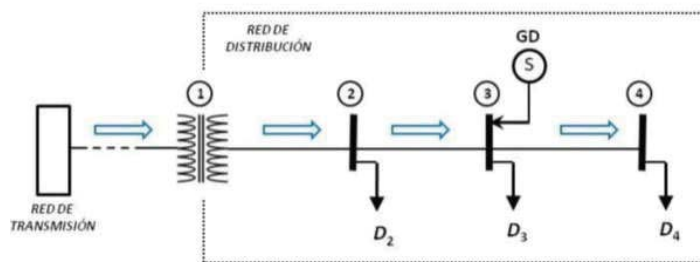 RED DE
DISTRIBUCIÓN
GD
S
1
2
3
4
RED DE
TRANSMISIÓN
D2
D3
D4